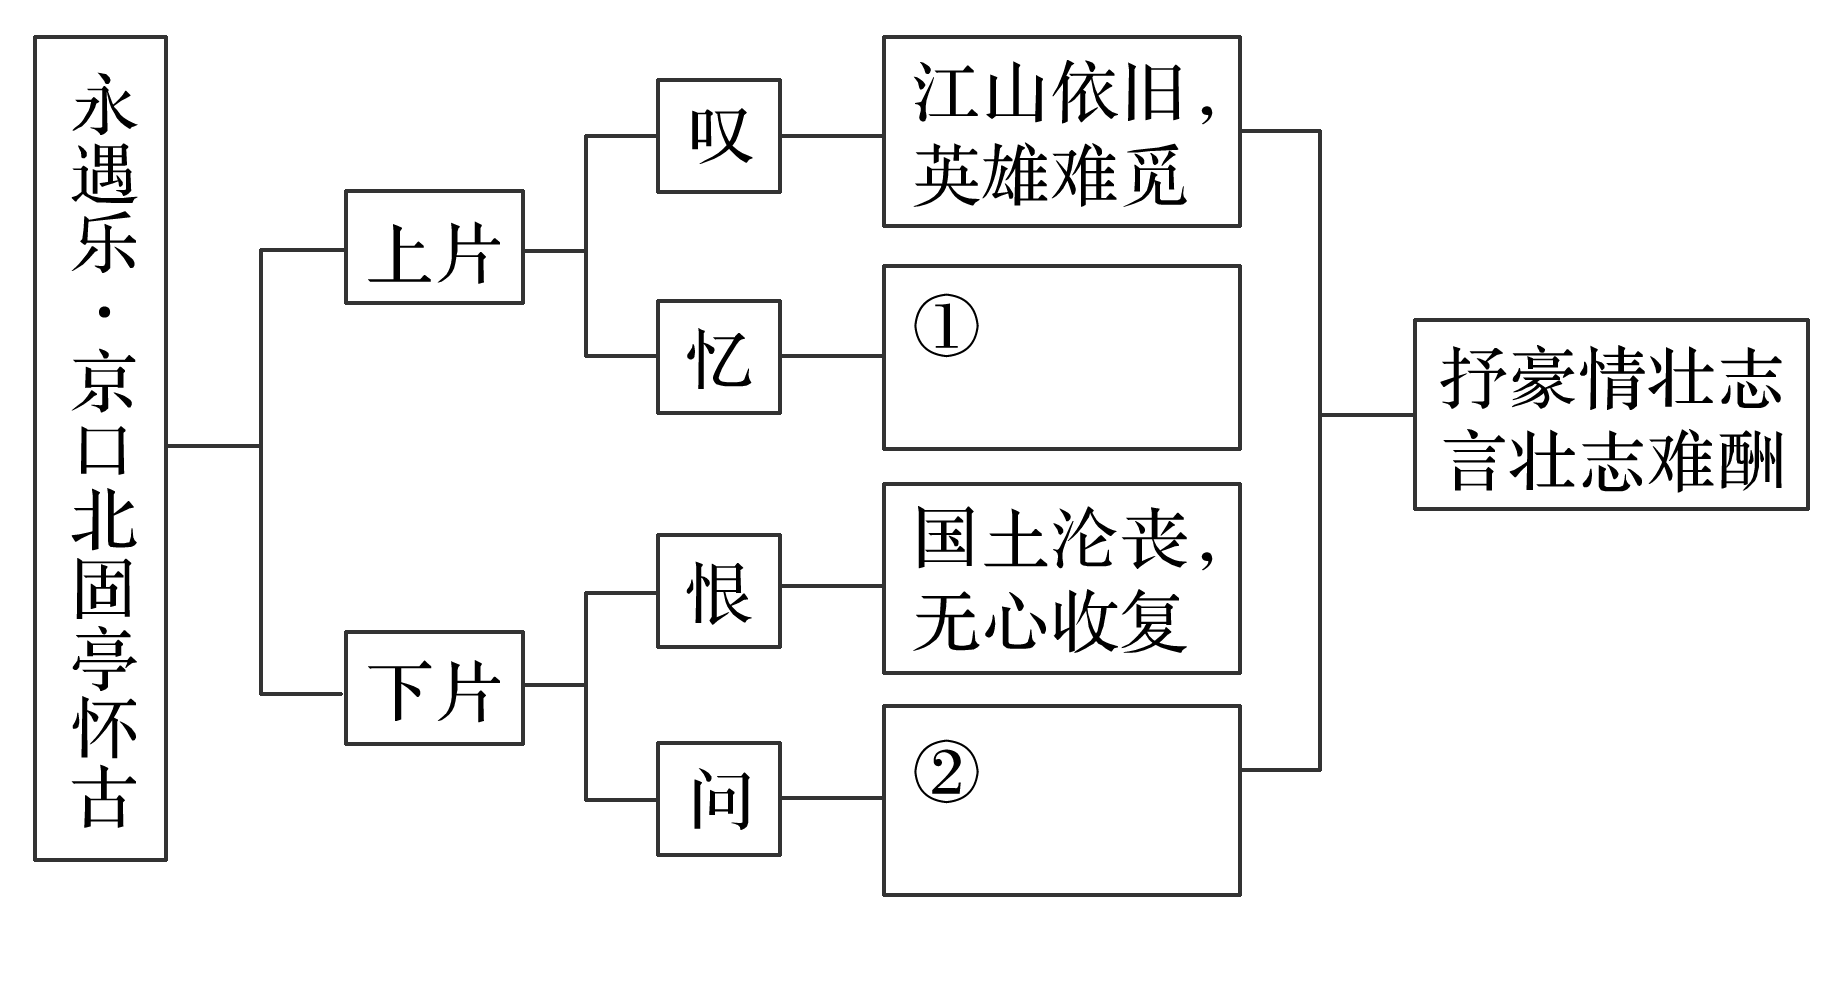 永遇乐·京口北固亭怀古
上片
叹
江山依旧，
英雄难觅
忆
①
下片
恨
国土沦丧，
无心收复
问
②
抒豪情壮志
言壮志难酬